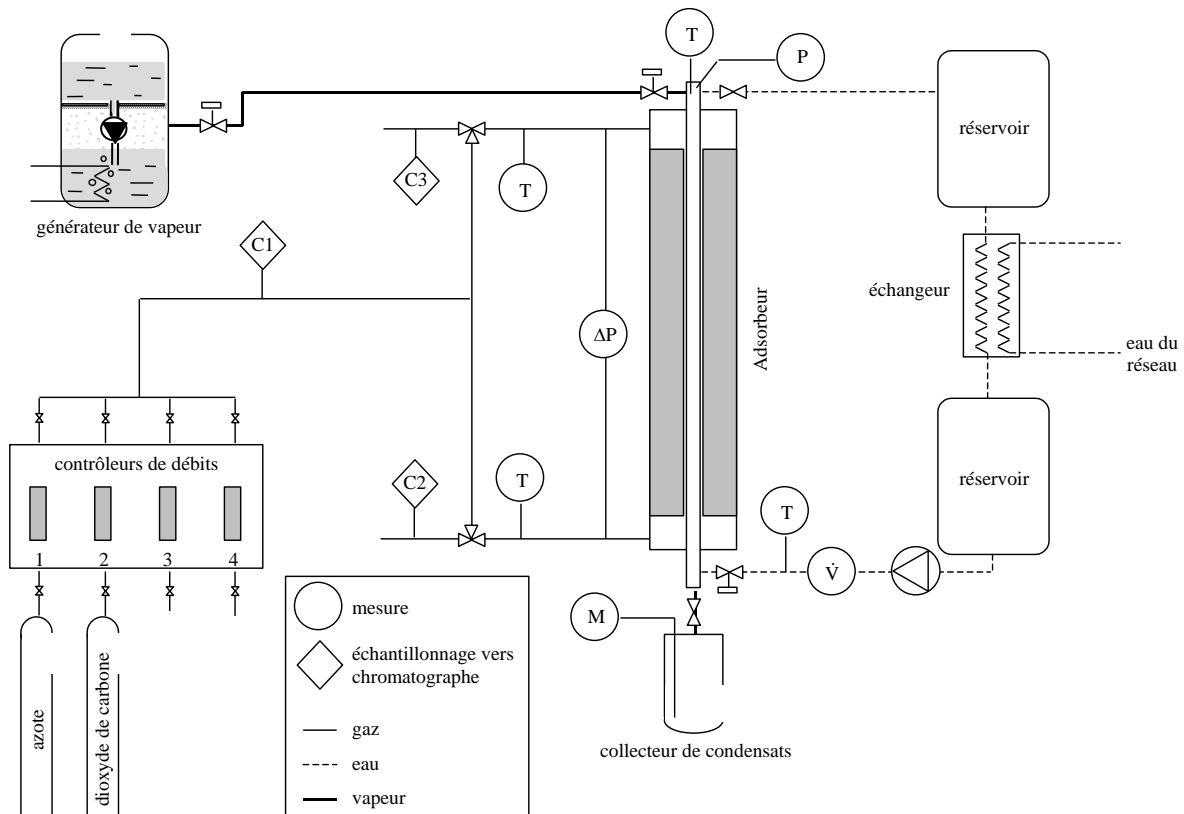 T
P
réservoir
C3
T
générateur de vapeur
C1
échangeur
ΔP
Adsorbeur
eau du
réseau
contrôleurs de débits
C2
T
réservoir
T
1 2 3 4
V̇
mesure
M
échantillonnage vers
chromatographe
azote
dioxyde de carbone
gaz
collecteur de condensats
eau
vapeur